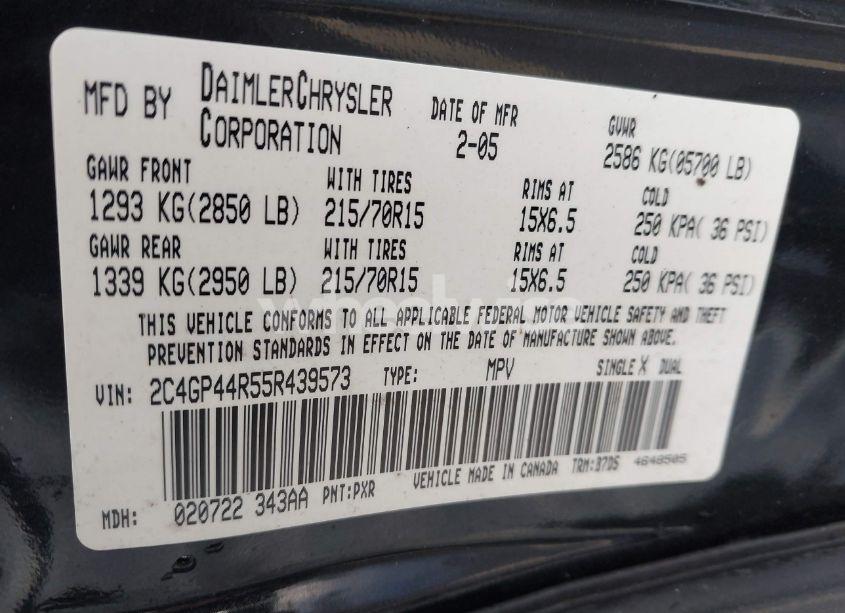 MFD BY DAIMLERCHRYSLER CORPORATION DATE OF MFR 2-05 GVWR 2586 KG(05700 LB)
GAWR FRONT WITH TIRES RIMS AT COLD
1293 KG(2850 LB) 215/70R15 15X6.5 250 KPA( 36 PSI)
GAWR REAR WITH TIRES RIMS AT COLD
1339 KG(2950 LB) 215/70R15 15X6.5 250 KPA( 36 PSI)
THIS VEHICLE CONFORMS TO ALL APPLICABLE FEDERAL MOTOR VEHICLE SAFETY AND THEFT
PREVENTION STANDARDS IN EFFECT ON THE DATE OF MANUFACTURE SHOWN ABOVE.
VIN: 2C4GP44R55R439573 TYPE: MPV SINGLE X DUAL
MDH: 020722 343AA PNT:PXR VEHICLE MADE IN CANADA TRM:B7DS 4648505